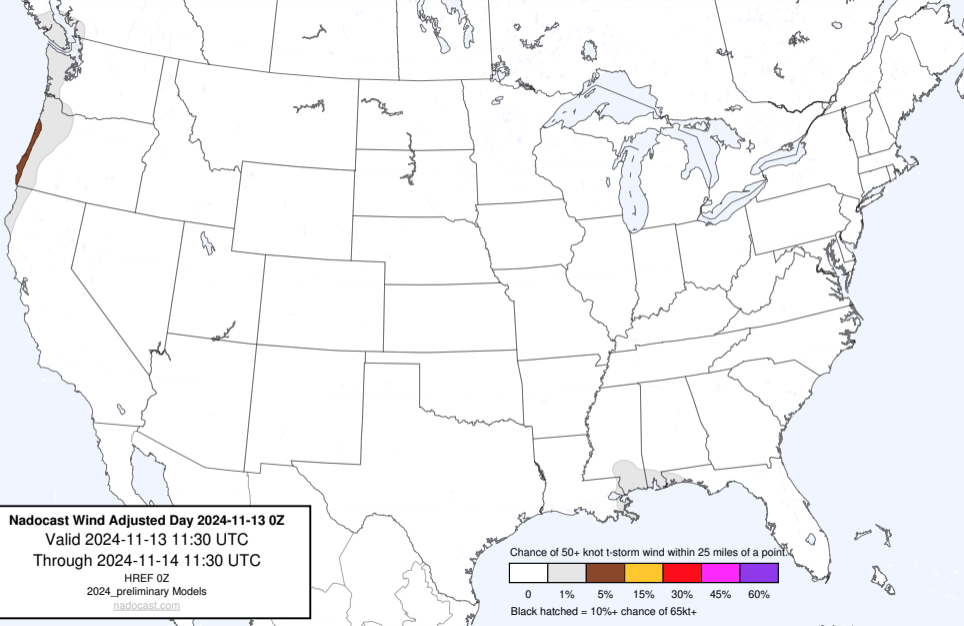 Nadocast Wind Adjusted Day 2024-11-13 0Z
Valid 2024-11-13 11:30 UTC
Through 2024-11-14 11:30 UTC
HREF 0Z
2024_preliminary Models
nadocast.com
Chance of 50+ knot t-storm wind within 25 miles of a point.
0 1% 5% 15% 30% 45% 60%
Black hatched = 10%+ chance of 65kt+